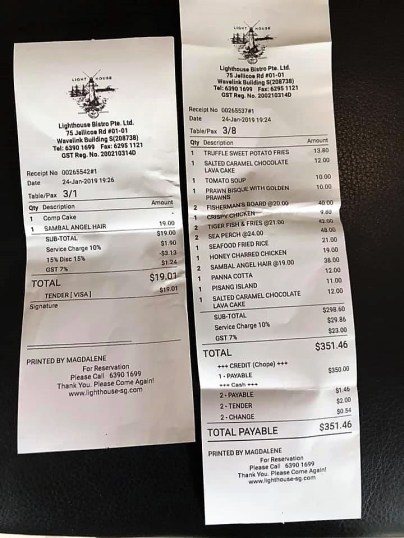 LIGHT HOUSE
Lighthouse Bistro Pte. Ltd.
75 Jellicoe Rd #01-01
Wavelink Building S(208738)
Tel: 6390 1699 Fax: 6295 1121
GST Reg. No. 200210314D
Receipt No 00265542#1
Date 24-Jan-2019 19:26
Table/Pax 3/1
Qty Description Amount
1 Comp Cake
1 SAMBAL ANGEL HAIR 19.00
SUB-TOTAL $19.00
Service Charge 10% $1.90
15% Disc 15% -$3.13
GST 7% $1.24
TOTAL $19.01
TENDER [ VISA ] $19.01
Signature
PRINTED BY MAGDALENE
For Reservation
Please Call 6390 1699
Thank You. Please Come Again!
www.lighthouse-sg.com
LIGHT HOUSE
Lighthouse Bistro Pte. Ltd.
75 Jellicoe Rd #01-01
Wavelink Building S(208738)
Tel: 6390 1699 Fax: 6295 1121
GST Reg. No. 200210314D
Receipt No 00265537#1
Date 24-Jan-2019 19:24
Table/Pax 3/8
Qty Description Amount
1 TRUFFLE SWEET POTATO FRIES 13.80
1 SALTED CARAMEL CHOCOLATE 12.00
LAVA CAKE
1 TOMATO SOUP 10.00
1 PRAWN BISQUE WITH GOLDEN 10.00
PRAWNS
2 FISHERMAN'S BOARD @20.00 40.00
1 CRISPY CHICKEN 9.80
2 TIGER FISH & FRIES @21.00 42.00
2 SEA PERCH @24.00 48.00
1 SEAFOOD FRIED RICE 21.00
1 HONEY CHARRED CHICKEN 19.00
2 SAMBAL ANGEL HAIR @19.00 38.00
1 PANNA COTTA 12.00
1 PISANG ISLAND 11.00
1 SALTED CARAMEL CHOCOLATE 12.00
LAVA CAKE
SUB-TOTAL $298.60
Service Charge 10% $29.86
GST 7% $23.00
TOTAL $351.46
+++ CREDIT (Chope) +++
1 - PAYABLE $350.00
+++ Cash +++
2 - PAYABLE $1.46
2 - TENDER $2.00
2 - CHANGE $0.54
TOTAL PAYABLE $351.46
PRINTED BY MAGDALENE
For Reservation
Please Call 6390 1699
Thank You. Please Come Again!
www.lighthouse-sg.com